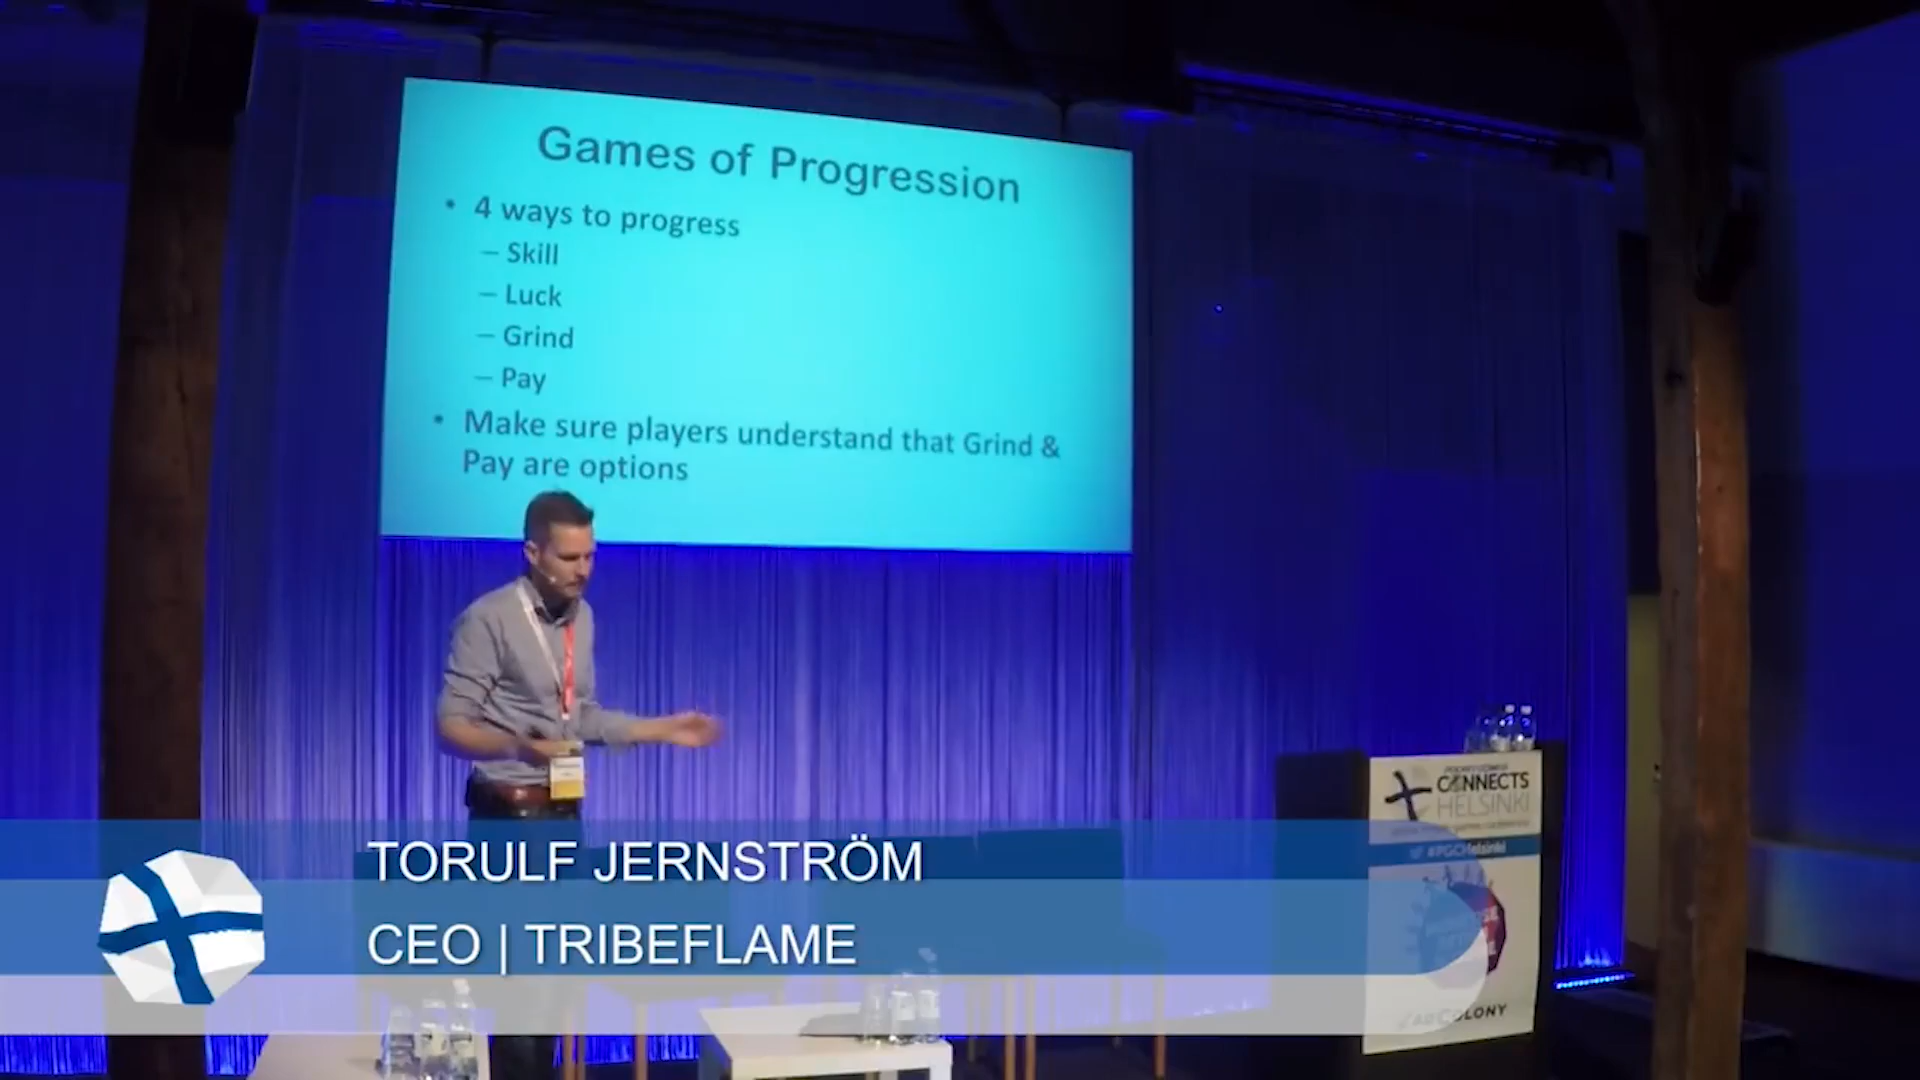 Games of Progression
• 4 ways to progress
– Skill
– Luck
– Grind
– Pay
• Make sure players understand that Grind &
Pay are options
CONNECTS
HELSINKI
#PGCHelsinki
ADCOLONY
TORULF JERNSTRÖM
CEO | TRIBEFLAME